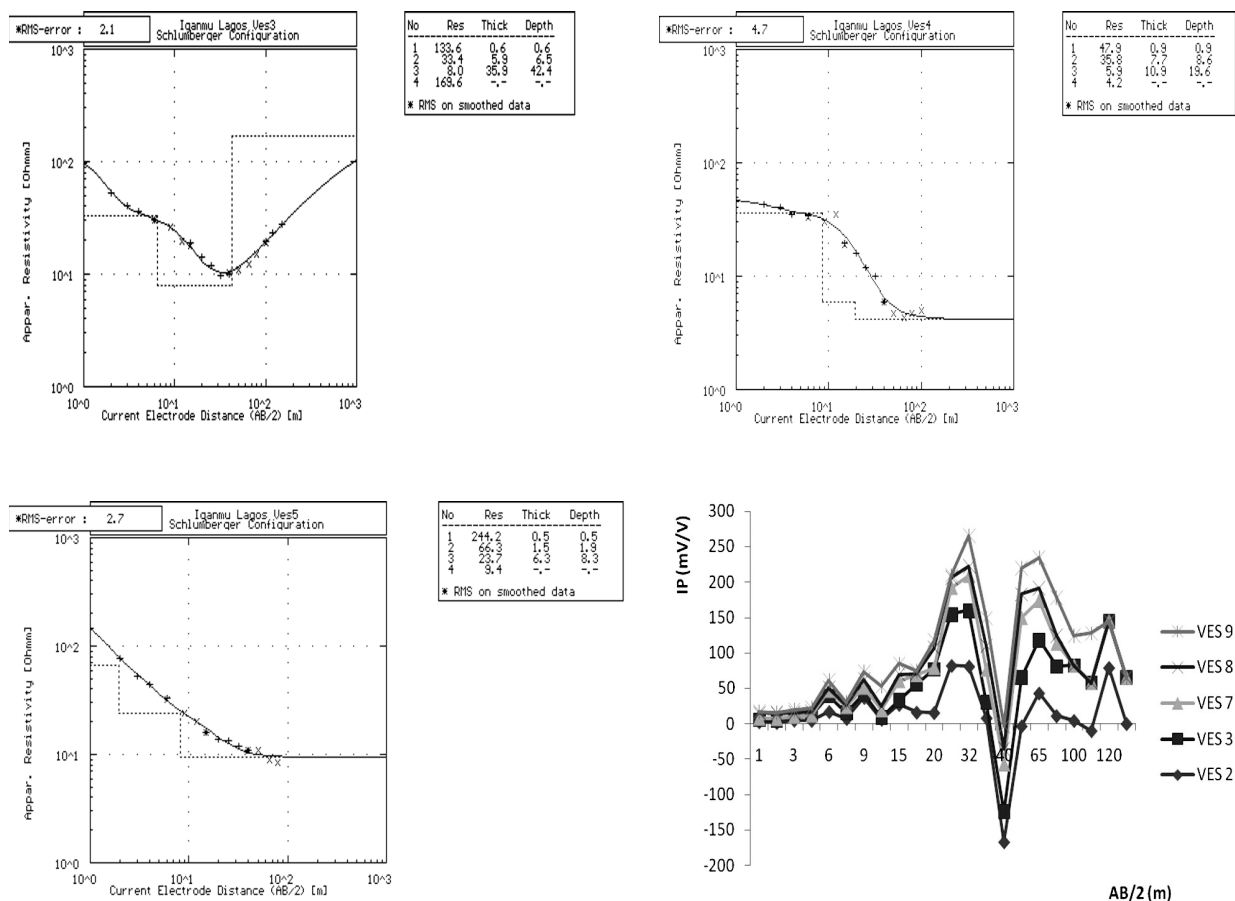 *RMS-error : 2.1
Iganmu Lagos Ves3
Schlumberger Configuration
No Res Thick Depth
1 133.6 0.6 0.6
2 33.4 5.9 6.5
3 8.0 35.9 42.4
4 169.6 -.- -.-
* RMS on smoothed data
10^3
10^2
10^1
10^0
Appar. Resistivity [Ohmm]
10^0 10^1 10^2 10^3
Current Electrode Distance (AB/2) [m]
*RMS-error : 4.7
Iganmu Lagos Ves4
Schlumberger Configuration
No Res Thick Depth
1 47.9 0.9 0.9
2 35.8 7.7 8.6
3 5.9 10.9 19.6
4 4.2 -.- -.-
* RMS on smoothed data
10^3
10^2
10^1
10^0
Appar. Resistivity [Ohmm]
10^0 10^1 10^2 10^3
Current Electrode Distance (AB/2) [m]
*RMS-error : 2.7
Iganmu Lagos Ves5
Schlumberger Configuration
No Res Thick Depth
1 244.2 0.5 0.5
2 66.3 1.5 1.9
3 23.7 6.3 8.3
4 9.4 -.- -.-
* RMS on smoothed data
10^3
10^2
10^1
10^0
Appar. Resistivity [Ohmm]
10^0 10^1 10^2 10^3
Current Electrode Distance (AB/2) [m]
300
250
200
150
100
50
0
-50
-100
-150
-200
IP (mV/V)
1 3 6 9 15 20 32 40 65 100 120
AB/2 (m)
VES 9
VES 8
VES 7
VES 3
VES 2